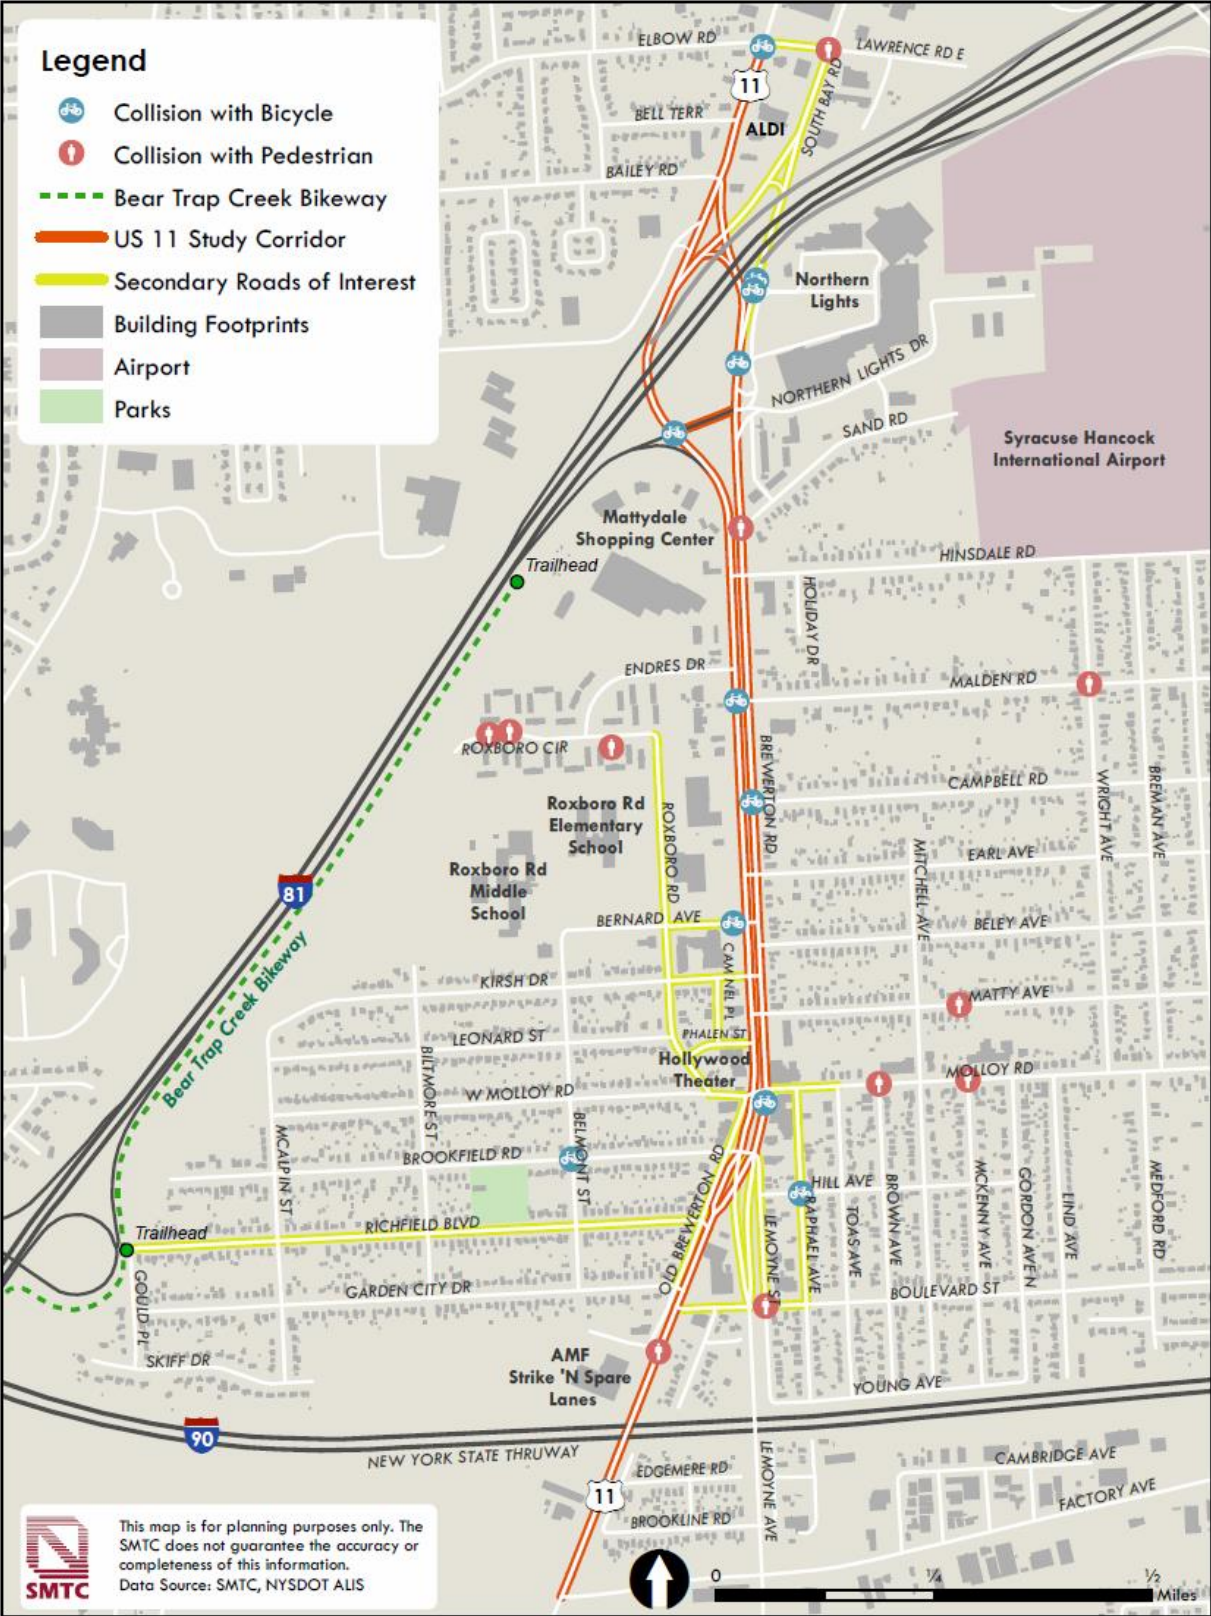 Legend
Collision with Bicycle
Collision with Pedestrian
Bear Trap Creek Bikeway
US 11 Study Corridor
Secondary Roads of Interest
Building Footprints
Airport
Parks
ELBOW RD
LAWRENCE RD E
11
BELL TERR
ALDI
SOUTH BAY RD
BAILEY RD
Northern
Lights
NORTHERN LIGHTS DR
SAND RD
Syracuse Hancock
International Airport
Mattydale
Shopping Center
HINSDALE RD
Trailhead
HOLIDAY DR
ENDRES DR
MALDEN RD
ROXBORO CIR
BREWERTON RD
CAMPBELL RD
WRIGHT AVE
BREMAN AVE
Roxboro Rd
Elementary
School
ROXBORO RD
MITCHELL AVE
EARL AVE
Roxboro Rd
Middle
School
81
BERNARD AVE
BELEY AVE
Bear Trap Creek Bikeway
CAMNEL PL
KIRSH DR
MATTY AVE
LEONARD ST
PHALEN ST
Hollywood
Theater
BILTMORE ST
MOLLOY RD
W MOLLOY RD
BELMONT ST
MCALPIN ST
BROOKFIELD RD
OLD BREWERTON RD
HILL AVE
RAPHAEL AVE
TOAS AVE
BROWN AVE
MCKENNY AVE
GORDON AVE N
LIND AVE
MEDFORD RD
LEMOYNE ST
RICHFIELD BLVD
Trailhead
GOULD PL
GARDEN CITY DR
BOULEVARD ST
SKIFF DR
AMF
Strike 'N Spare
Lanes
YOUNG AVE
90
NEW YORK STATE THRUWAY
LEMOYNE AVE
CAMBRIDGE AVE
EDGEMERE RD
11
FACTORY AVE
BROOKLINE RD
SMTC
This map is for planning purposes only. The
SMTC does not guarantee the accuracy or
completeness of this information.
Data Source: SMTC, NYSDOT ALIS
0
1/4
1/2
Miles